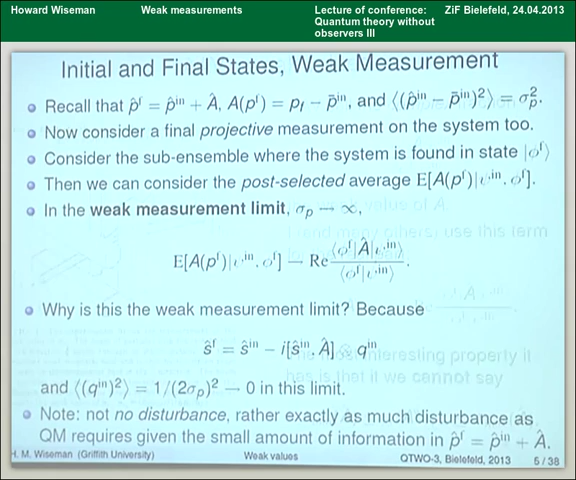 Howard Wiseman
Weak measurements
Lecture of conference:
Quantum theory without
observers III
ZiF Bielefeld, 24.04.2013
Initial and Final States, Weak Measurement
Recall that p̂ᶠ = p̂ⁱⁿ + Â, A(pᶠ) = p_f − p̄ⁱⁿ, and ⟨(p̂ⁱⁿ − p̄ⁱⁿ)²⟩ = σ_p².
Now consider a final projective measurement on the system too.
Consider the sub-ensemble where the system is found in state |φᶠ⟩
Then we can consider the post-selected average E[A(pᶠ)|ψⁱⁿ, φᶠ].
In the weak measurement limit, σ_p → ∞,
E[A(pᶠ)|ψⁱⁿ, φᶠ] → Re ⟨φᶠ|Â|ψⁱⁿ⟩ / ⟨φᶠ|ψⁱⁿ⟩.
Why is this the weak measurement limit? Because
ŝᶠ = ŝⁱⁿ − i[ŝⁱⁿ, Â] ⊗ qⁱⁿ
and ⟨(qⁱⁿ)²⟩ = 1/(2σ_p)² → 0 in this limit.
Note: not no disturbance, rather exactly as much disturbance as
QM requires given the small amount of information in p̂ᶠ = p̂ⁱⁿ + Â.
H. M. Wiseman (Griffith University)
Weak values
QTWO-3, Bielefeld, 2013
5 / 38